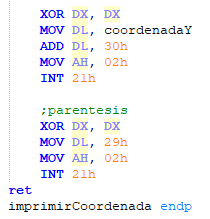 XOR DX, DX
MOV DL, coordenadaY
ADD DL, 30h
MOV AH, 02h
INT 21h
;parentesis
XOR DX, DX
MOV DL, 29h
MOV AH, 02h
INT 21h
ret
imprimirCoordenada endp